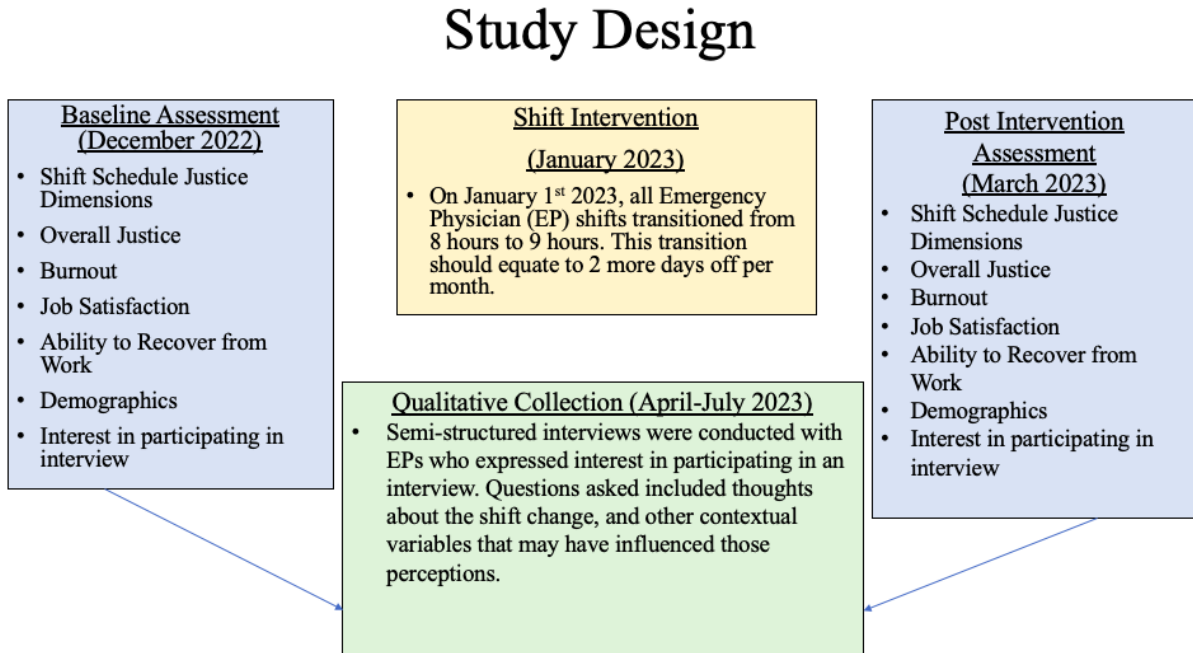 Study Design
Baseline Assessment
(December 2022)
• Shift Schedule Justice
Dimensions
• Overall Justice
• Burnout
• Job Satisfaction
• Ability to Recover from
Work
• Demographics
• Interest in participating in
interview
Shift Intervention
(January 2023)
• On January 1st 2023, all Emergency
Physician (EP) shifts transitioned from
8 hours to 9 hours. This transition
should equate to 2 more days off per
month.
Post Intervention
Assessment
(March 2023)
• Shift Schedule Justice
Dimensions
• Overall Justice
• Burnout
• Job Satisfaction
• Ability to Recover from
Work
• Demographics
• Interest in participating in
interview
Qualitative Collection (April-July 2023)
• Semi-structured interviews were conducted with
EPs who expressed interest in participating in an
interview. Questions asked included thoughts
about the shift change, and other contextual
variables that may have influenced those
perceptions.